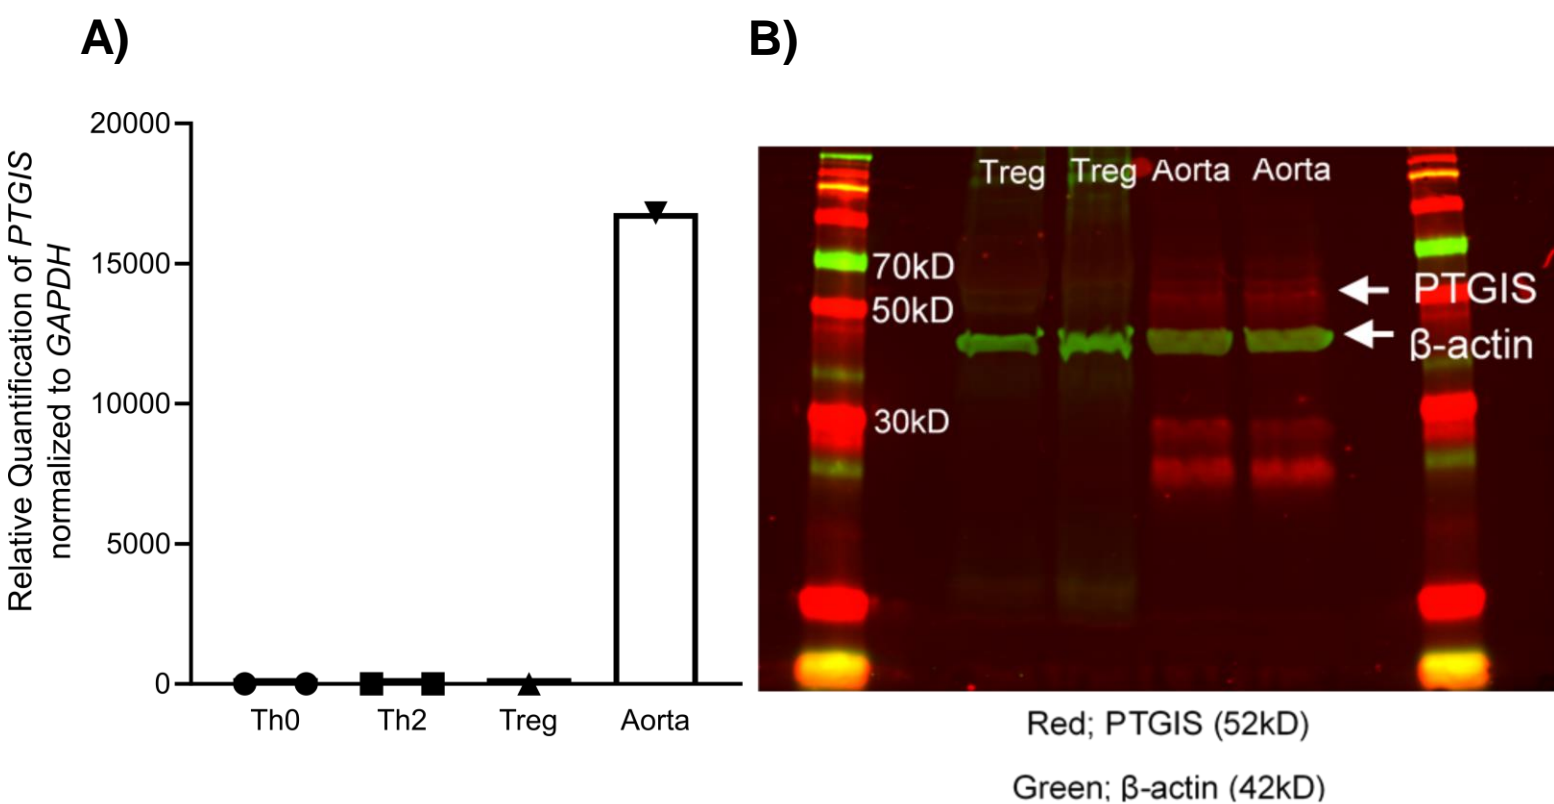 A)
Relative Quantification of PTGIS
normalized to GAPDH
20000
15000
10000
5000
0
Th0 Th2 Treg Aorta
B)
Treg Treg Aorta Aorta
70kD
50kD
30kD
PTGIS
β-actin
Red; PTGIS (52kD)
Green; β-actin (42kD)